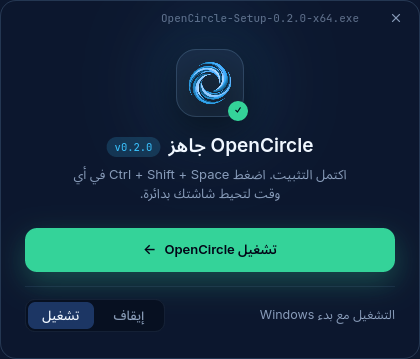 OpenCircle-Setup-0.2.0-x64.exe
OpenCircle جاهز v0.2.0
اكتمل التثبيت. اضغط Ctrl + Shift + Space في أي
وقت لتحيط شاشتك بدائرة.
تشغيل OpenCircle ←
التشغيل مع بدء Windows
إيقاف تشغيل